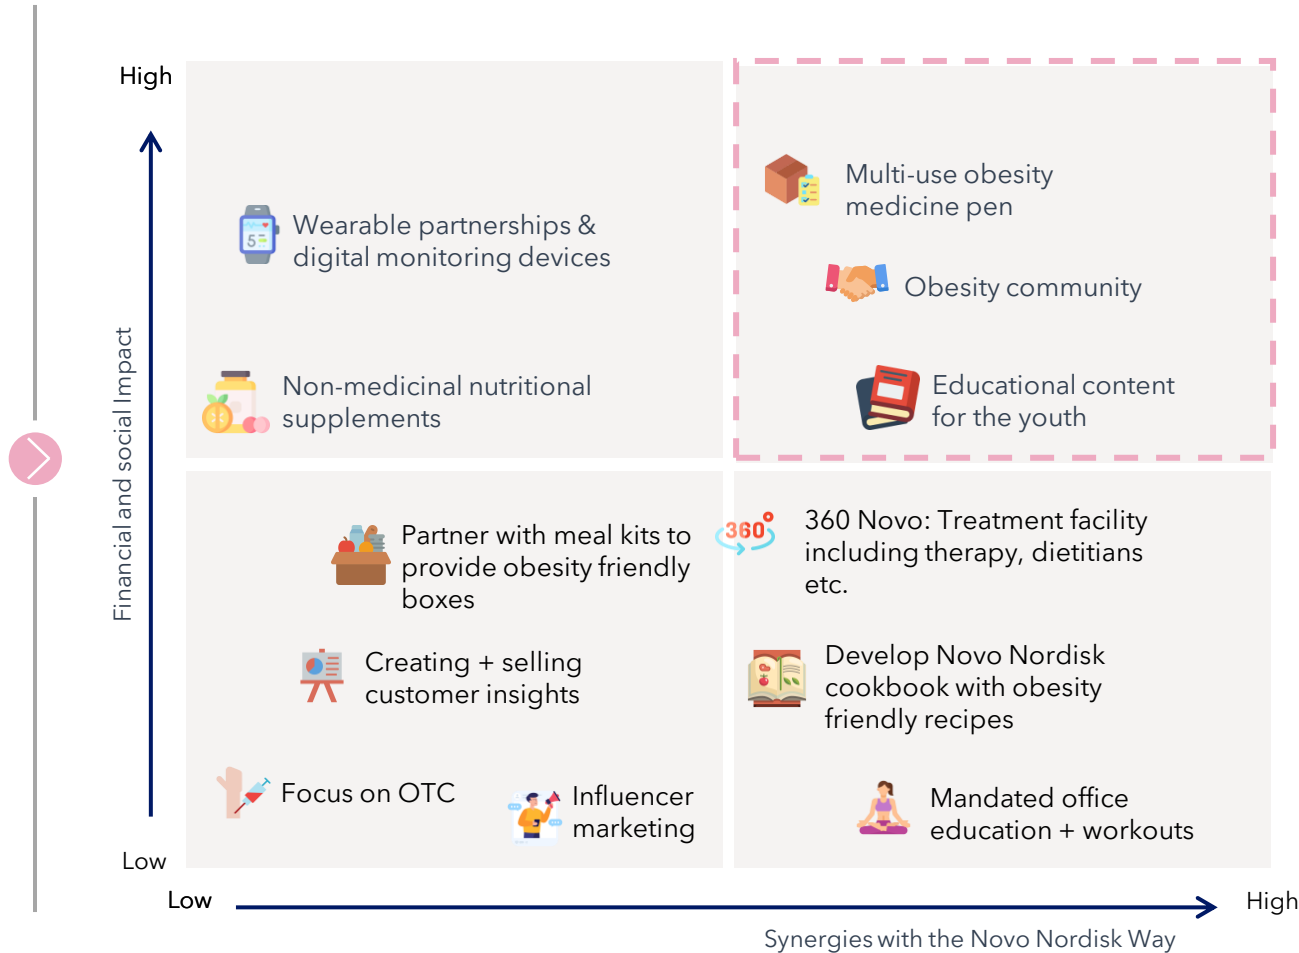 High
Wearable partnerships &
digital monitoring devices
5
Non-medicinal nutritional
supplements
Multi-use obesity
medicine pen
Obesity community
Educational content
for the youth
Financial and social Impact
Partner with meal kits to
provide obesity friendly
boxes
Creating + selling
customer insights
Focus on OTC
Influencer
marketing
360°
360 Novo: Treatment facility
including therapy, dietitians
etc.
Develop Novo Nordisk
cookbook with obesity
friendly recipes
Mandated office
education + workouts
Low
Low
High
Synergies with the Novo Nordisk Way